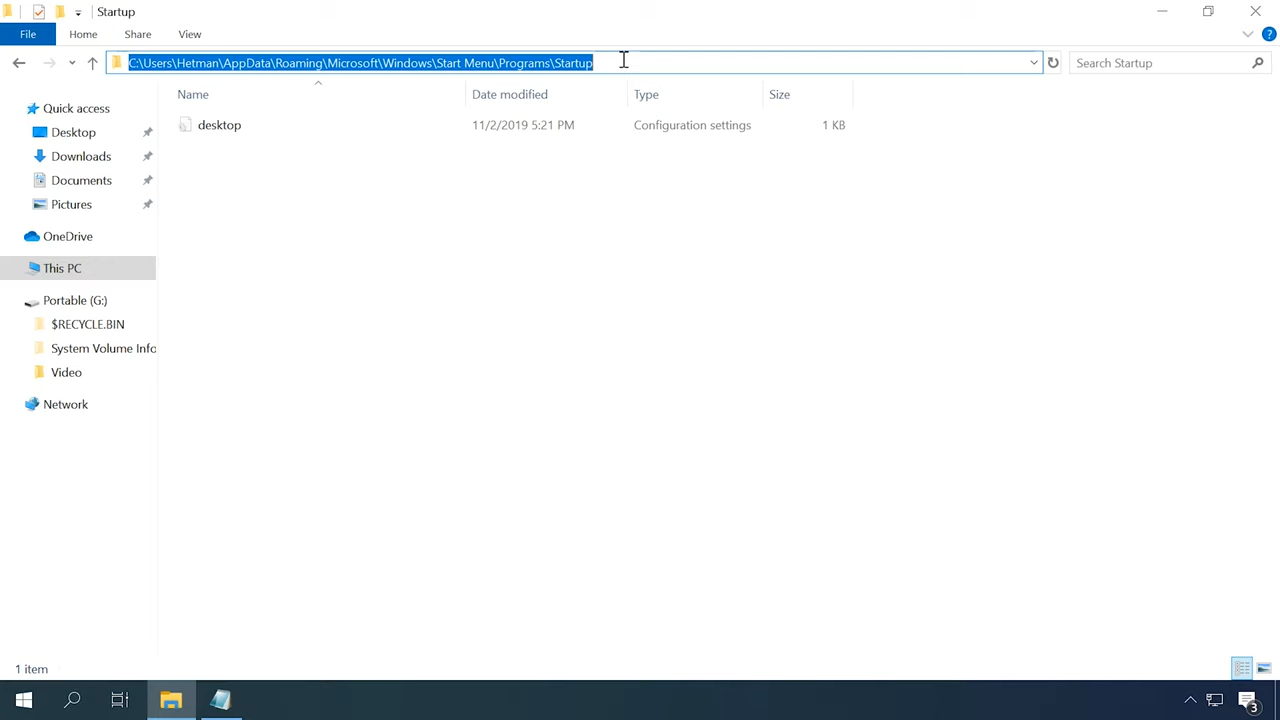 Startup
File Home Share View
C:\Users\Hetman\AppData\Roaming\Microsoft\Windows\Start Menu\Programs\Startup
Search Startup
Name Date modified Type Size
desktop 11/2/2019 5:21 PM Configuration settings 1 KB
Quick access
Desktop
Downloads
Documents
Pictures
OneDrive
This PC
Portable (G:)
$RECYCLE.BIN
System Volume Info
Video
Network
1 item
3